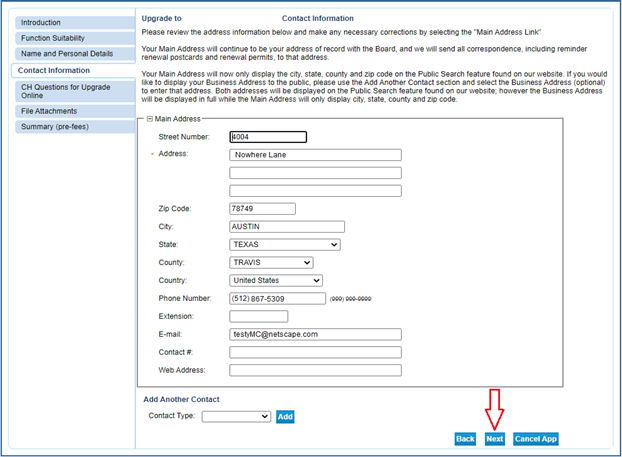 Introduction
Function Suitability
Name and Personal Details
Contact Information
CH Questions for Upgrade
Online
File Attachments
Summary (pre-fees)
Upgrade to Contact Information
Please review the address information below and make any necessary corrections by selecting the "Main Address Link"
Your Main Address will continue to be your address of record with the Board, and we will send all correspondence, including reminder
renewal postcards and renewal permits, to that address.
Your Main Address will now only display the city, state, county and zip code on the Public Search feature found on our website. If you would
like to display your Business Address to the public, please use the Add Another Contact section and select the Business Address (optional)
to enter that address. Both addresses will be displayed on the Public Search feature found on our website; however the Business Address
will be displayed in full while the Main Address will only display city, state, county and zip code.
Main Address
Street Number: 4004
Address: Nowhere Lane
Zip Code: 78749
City: AUSTIN
State: TEXAS
County: TRAVIS
Country: United States
Phone Number: (512) 867-5309 (999) 999-9999
Extension:
E-mail: testyMC@netscape.com
Contact #:
Web Address:
Add Another Contact
Contact Type: Add
Back Next Cancel App